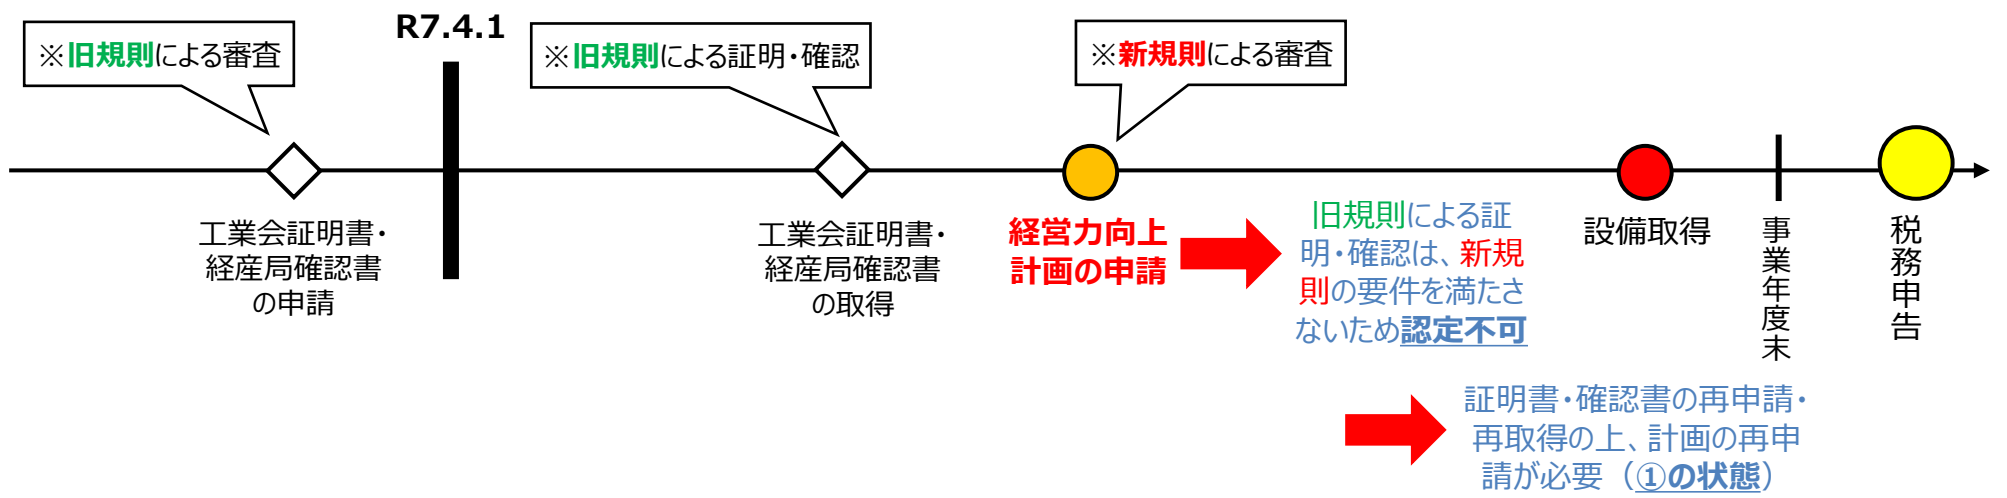 ※旧規則による審査
R7.4.1
※旧規則による証明・確認
※新規則による審査
工業会証明書・
経産局確認書
の申請
工業会証明書・
経産局確認書
の取得
経営力向上
計画の申請
旧規則による証
明・確認は、新規
則の要件を満たさ
ないため認定不可
設備取得
事業年度末
税務申告
証明書・確認書の再申請・
再取得の上、計画の再申
請が必要（①の状態）